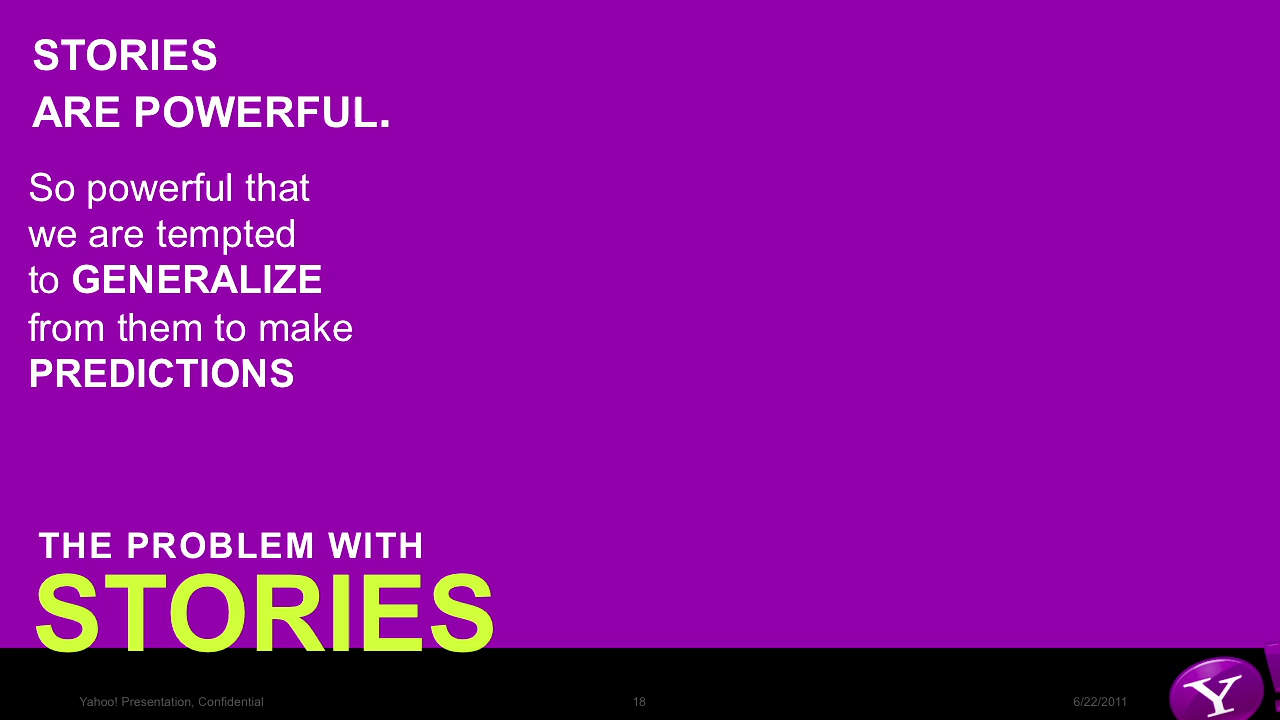 STORIES
ARE POWERFUL.
So powerful that
we are tempted
to GENERALIZE
from them to make
PREDICTIONS
THE PROBLEM WITH
STORIES
Yahoo! Presentation, Confidential
18
6/22/2011
Y!